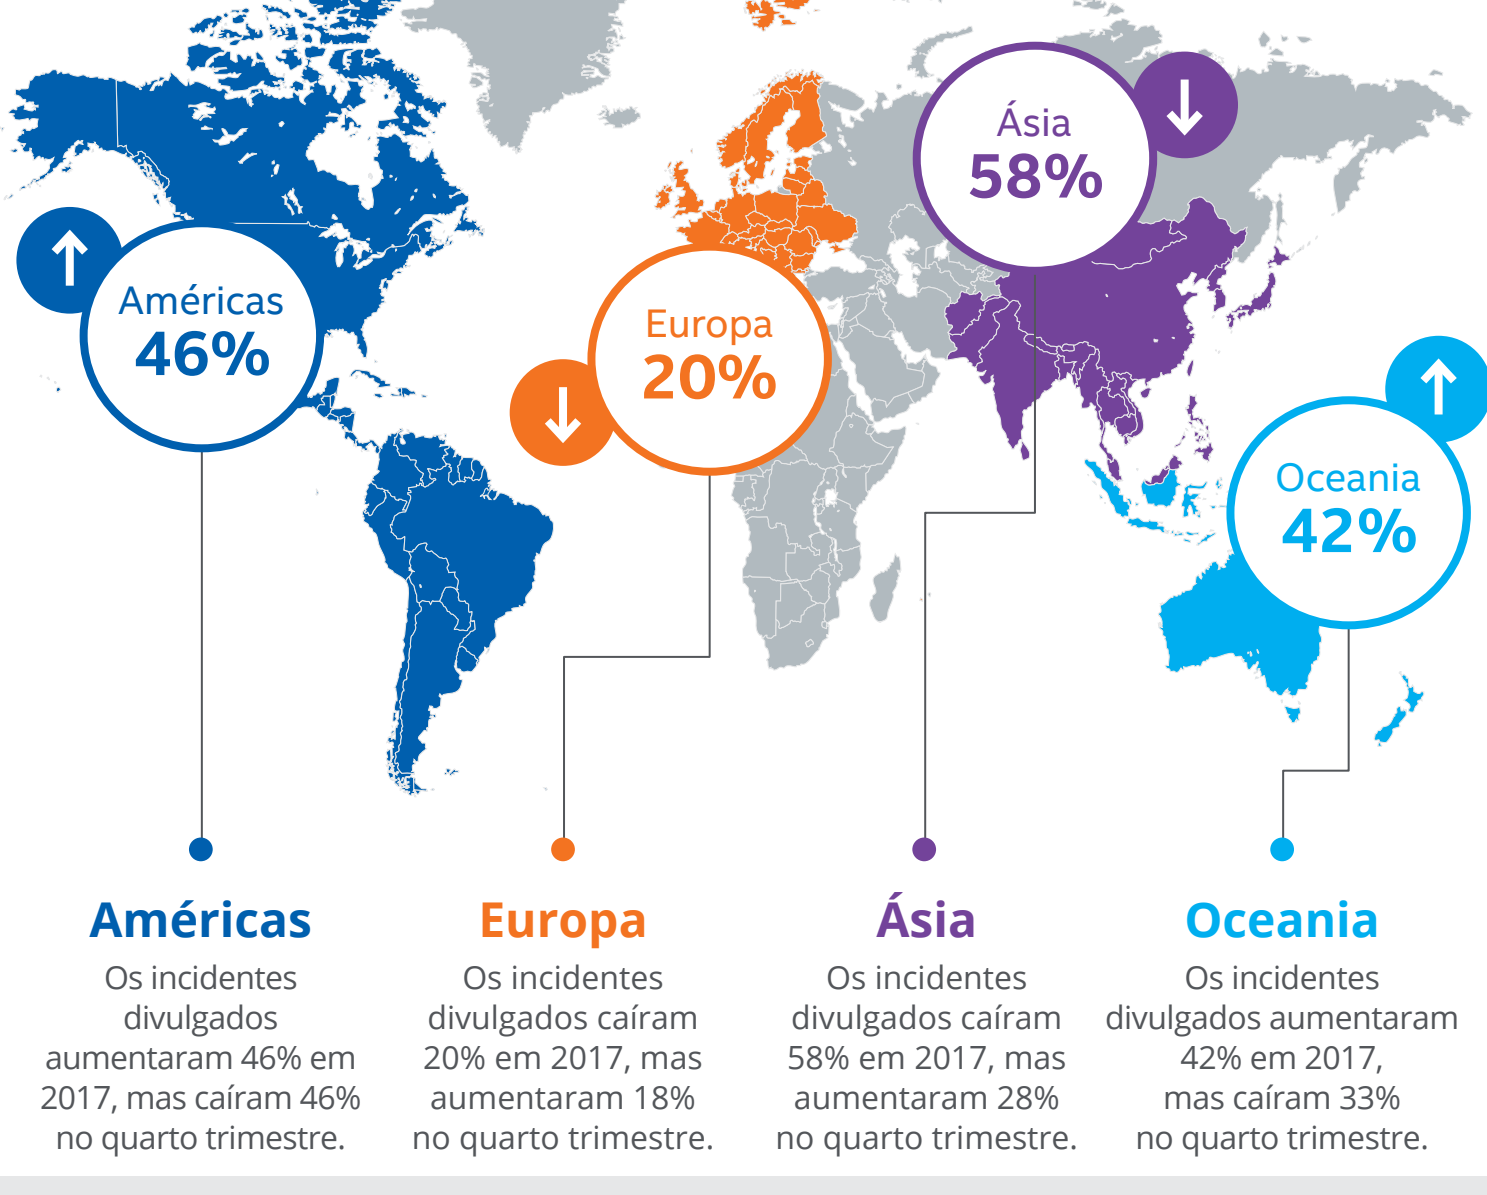 Ásia
58%
Américas
46%
Europa
20%
Oceania
42%
Américas
Os incidentes
divulgados
aumentaram 46% em
2017, mas caíram 46%
no quarto trimestre.
Europa
Os incidentes
divulgados caíram
20% em 2017, mas
aumentaram 18%
no quarto trimestre.
Ásia
Os incidentes
divulgados caíram
58% em 2017, mas
aumentaram 28%
no quarto trimestre.
Oceania
Os incidentes
divulgados aumentaram
42% em 2017,
mas caíram 33%
no quarto trimestre.